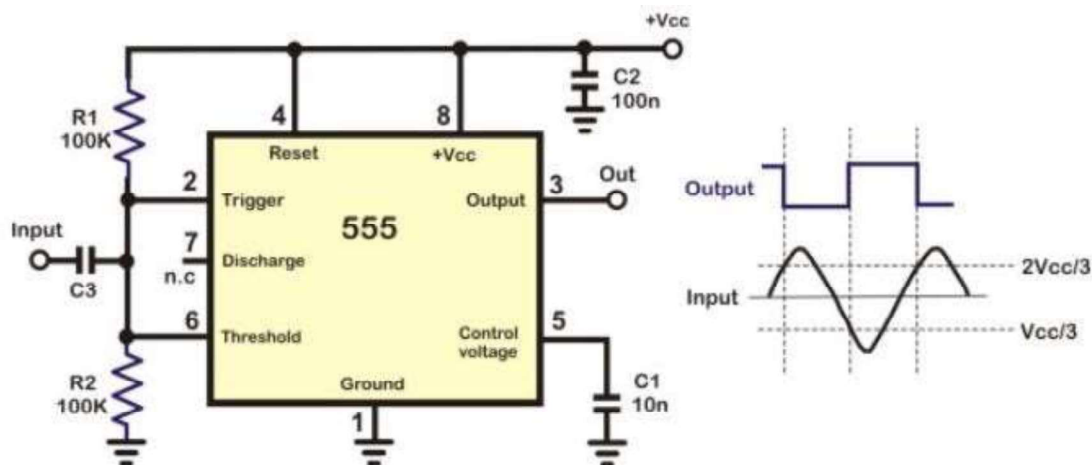 +Vcc
C2
100n
R1
100K
4
8
Reset
+Vcc
2
Trigger
Output
3
Out
Input
C3
555
7
Discharge
n.c
6
Threshold
Control
voltage
5
R2
100K
Ground
1
C1
10n
Output
Input
2Vcc/3
Vcc/3